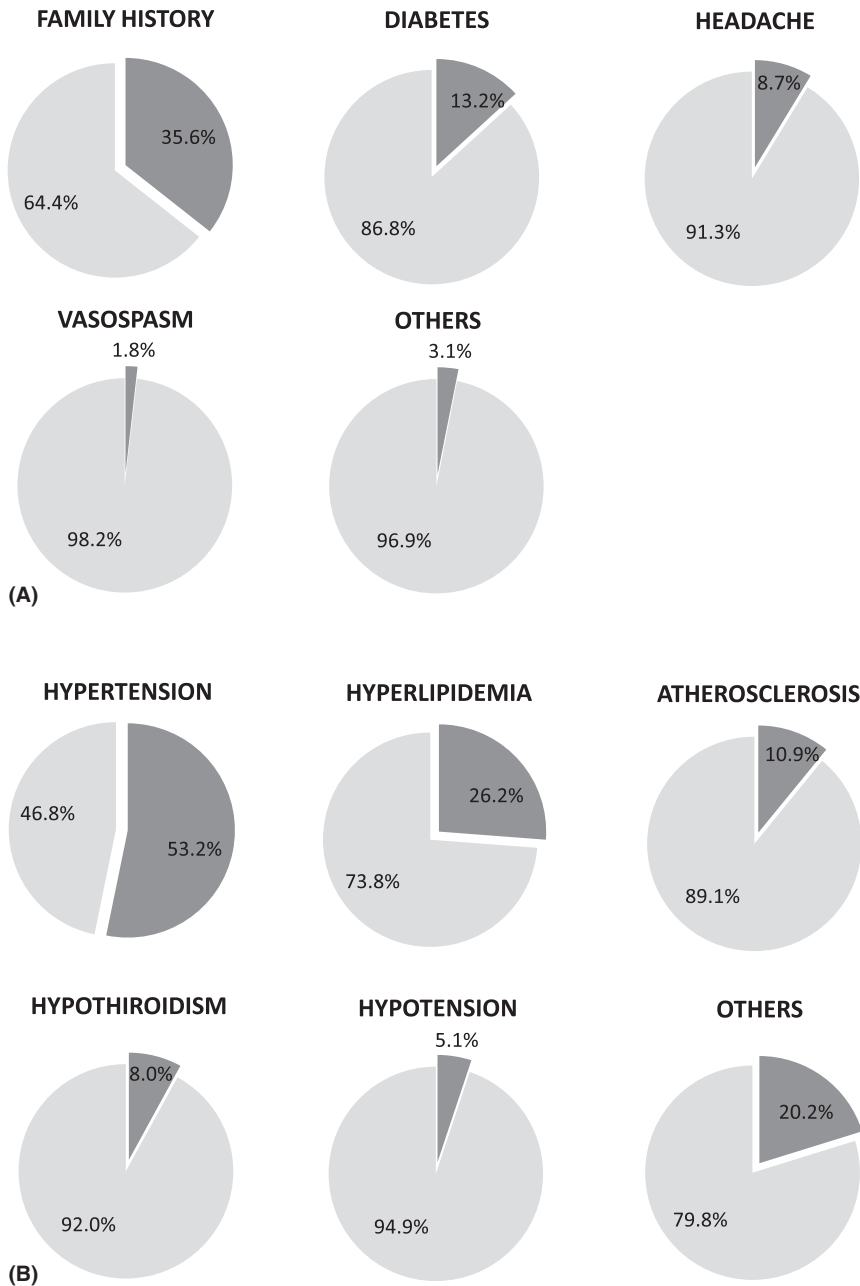 FAMILY HISTORY
DIABETES
HEADACHE
35.6%
64.4%
13.2%
86.8%
8.7%
91.3%
VASOSPASM
OTHERS
1.8%
98.2%
3.1%
96.9%
(A)
HYPERTENSION
HYPERLIPIDEMIA
ATHEROSCLEROSIS
46.8%
53.2%
26.2%
73.8%
10.9%
89.1%
HYPOTHIROIDISM
HYPOTENSION
OTHERS
8.0%
92.0%
5.1%
94.9%
20.2%
79.8%
(B)